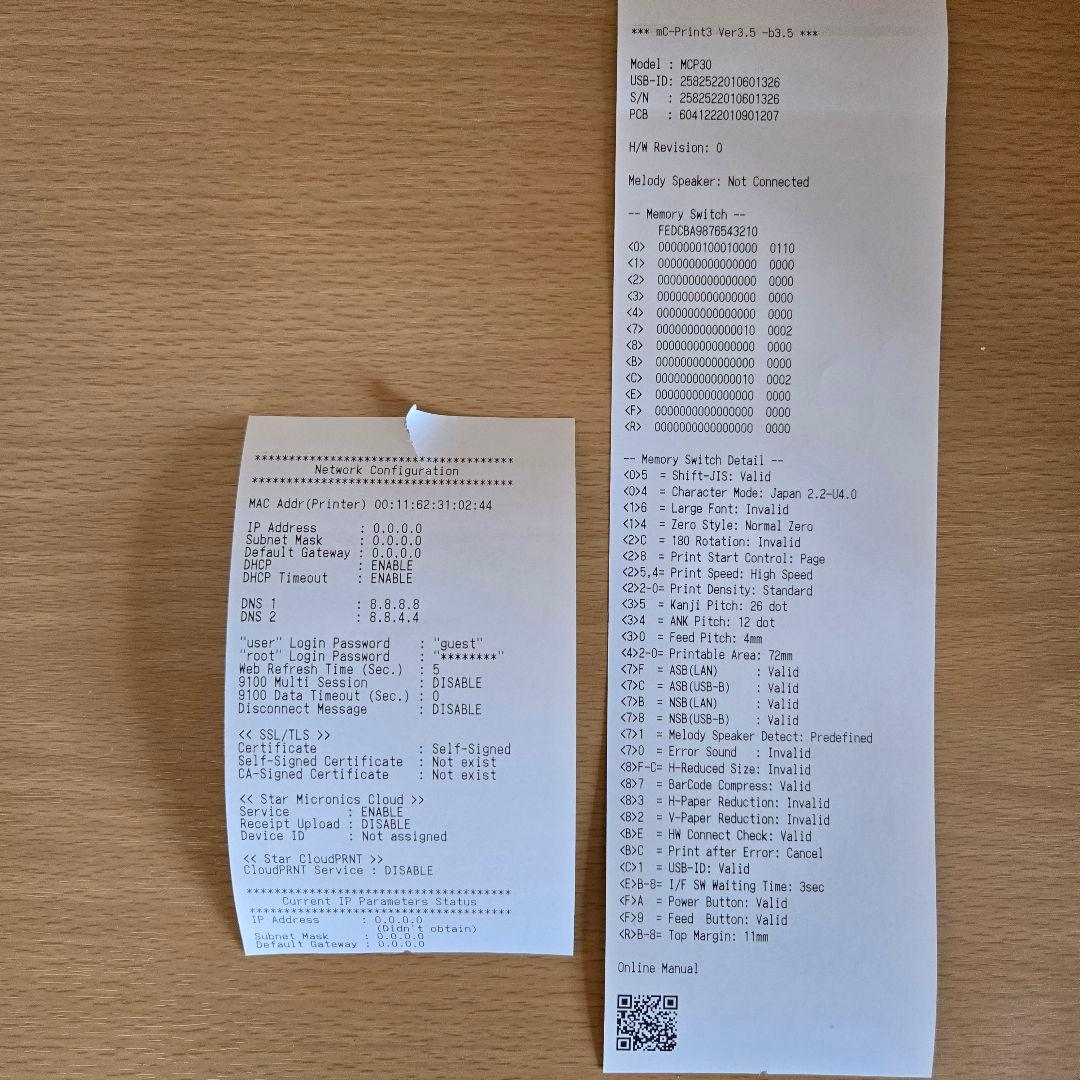 **************************************
Network Configuration
**************************************
MAC Addr(Printer) 00:11:62:31:02:44
IP Address : 0.0.0.0
Subnet Mask : 0.0.0.0
Default Gateway : 0.0.0.0
DHCP : ENABLE
DHCP Timeout : ENABLE
DNS 1 : 8.8.8.8
DNS 2 : 8.8.4.4
"user" Login Password : "guest"
"root" Login Password : "********"
Web Refresh Time (Sec.) : 5
9100 Multi Session : DISABLE
9100 Data Timeout (Sec.) : 0
Disconnect Message : DISABLE
<< SSL/TLS >>
Certificate : Self-Signed
Self-Signed Certificate : Not exist
CA-Signed Certificate : Not exist
<< Star Micronics Cloud >>
Service : ENABLE
Receipt Upload : DISABLE
Device ID : Not assigned
<< Star CloudPRNT >>
CloudPRNT Service : DISABLE
**************************************
Current IP Parameters Status
**************************************
IP Address : 0.0.0.0
(Didn't obtain)
Subnet Mask : 0.0.0.0
Default Gateway : 0.0.0.0
*** mC-Print3 Ver3.5 -b3.5 ***
Model : MCP30
USB-ID: 2582522010601326
S/N : 2582522010601326
PCB : 6041222010901207
H/W Revision: 0
Melody Speaker: Not Connected
-- Memory Switch --
FEDCBA9876543210
<0> 0000000100010000 0110
<1> 0000000000000000 0000
<2> 0000000000000000 0000
<3> 0000000000000000 0000
<4> 0000000000000000 0000
<7> 0000000000000010 0002
<8> 0000000000000000 0000
<B> 0000000000000000 0000
<C> 0000000000000010 0002
<E> 0000000000000000 0000
<F> 0000000000000000 0000
<R> 0000000000000000 0000
-- Memory Switch Detail --
<0>5 = Shift-JIS: Valid
<0>4 = Character Mode: Japan 2.2-U4.0
<1>6 = Large Font: Invalid
<1>4 = Zero Style: Normal Zero
<2>C = 180 Rotation: Invalid
<2>8 = Print Start Control: Page
<2>5,4= Print Speed: High Speed
<2>2-0= Print Density: Standard
<3>5 = Kanji Pitch: 26 dot
<3>4 = ANK Pitch: 12 dot
<3>0 = Feed Pitch: 4mm
<4>2-0= Printable Area: 72mm
<7>F = ASB(LAN) : Valid
<7>C = ASB(USB-B) : Valid
<7>B = NSB(LAN) : Valid
<7>8 = NSB(USB-B) : Valid
<7>1 = Melody Speaker Detect: Predefined
<7>0 = Error Sound : Invalid
<8>F-C= H-Reduced Size: Invalid
<8>7 = BarCode Compress: Valid
<8>3 = H-Paper Reduction: Invalid
<8>2 = V-Paper Reduction: Invalid
<B>E = HW Connect Check: Valid
<B>C = Print after Error: Cancel
<C>1 = USB-ID: Valid
<E>B-8= I/F SW Waiting Time: 3sec
<F>A = Power Button: Valid
<F>9 = Feed Button: Valid
<R>B-8= Top Margin: 11mm
Online Manual